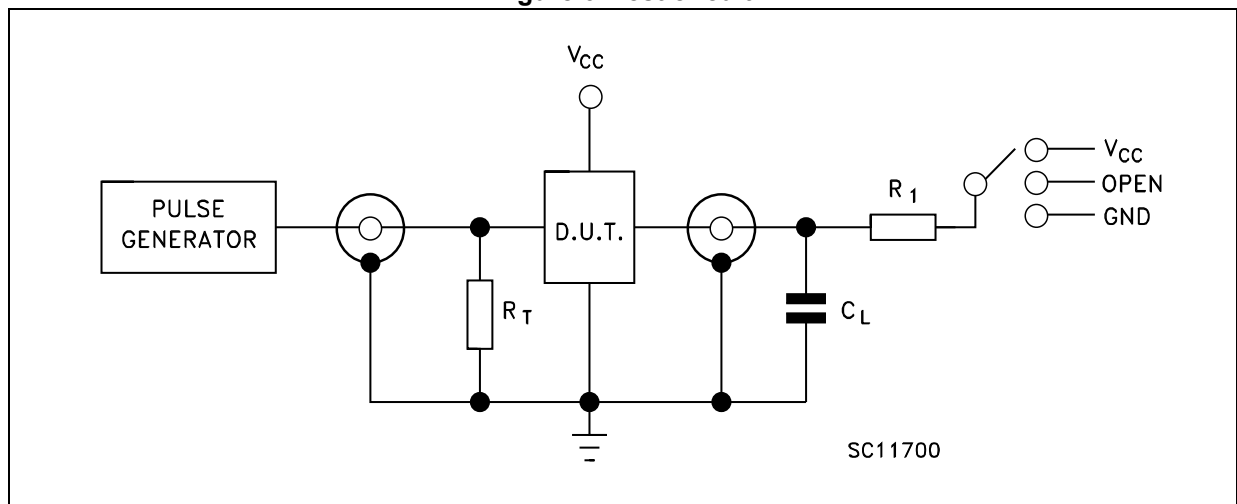 VCC
PULSE
GENERATOR
D.U.T.
RT
CL
R1
VCC
OPEN
GND
SC11700